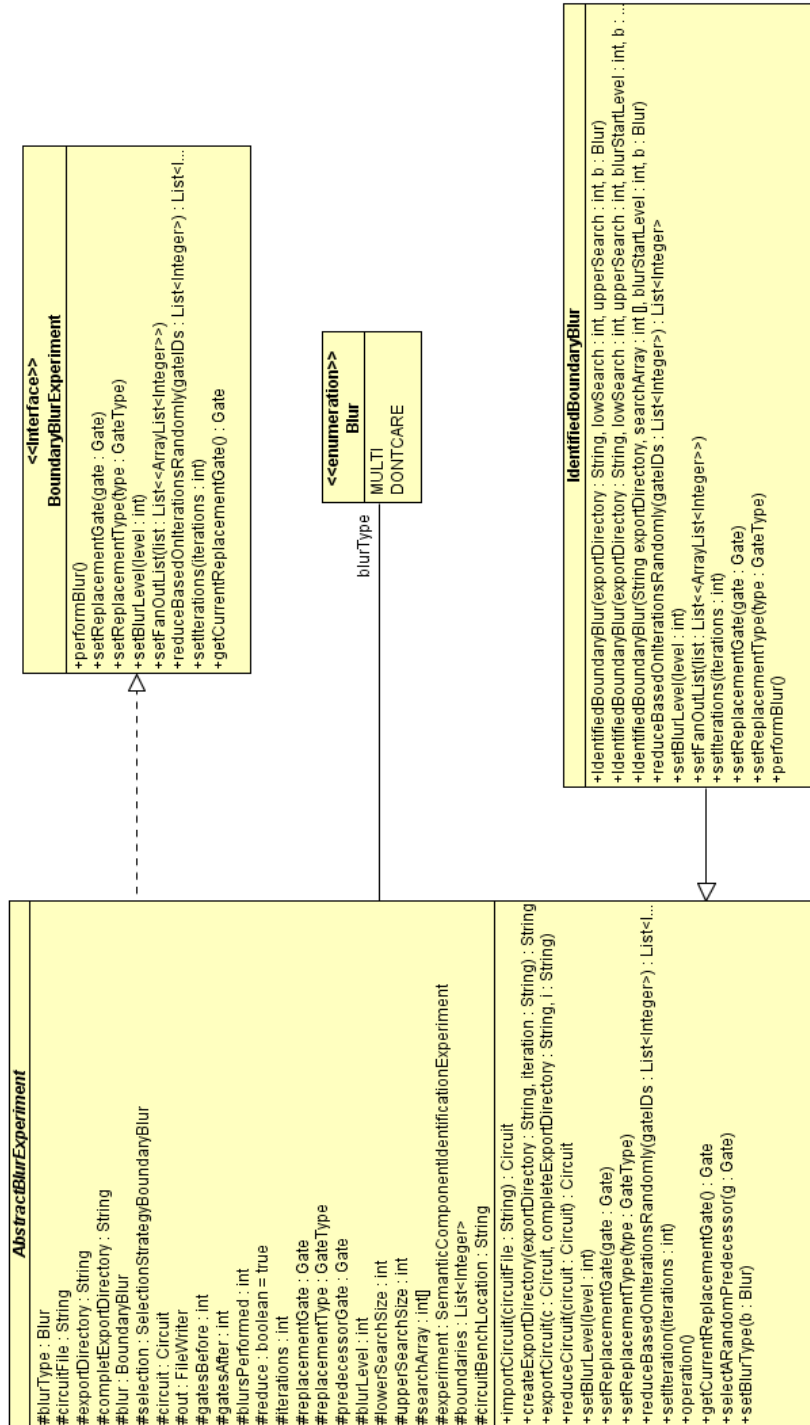 AbstractBlurExperiment
#blurType : Blur
#circuitFile : String
#exportDirectory : String
#completExportDirectory : String
#blur : BoundaryBlur
#selection : SelectionStrategyBoundaryBlur
#circuit : Circuit
#out : FileWriter
#gatesBefore : int
#gatesAfter : int
#blursPerformed : int
#reduce : boolean = true
#iterations : int
#replacementGate : Gate
#replacementType : GateType
#predecessorGate : Gate
#blurLevel : int
#lowerSearchSize : int
#upperSearchSize : int
#searchArray : int[]
#experiment : SemanticComponentIdentificationExperiment
#boundaries : List<Integer>
#circuitBenchLocation : String
+importCircuit(circuitFile : String) : Circuit
+createExportDirectory(exportDirectory : String, iteration : String) : String
+exportCircuit(c : Circuit, completeExportDirectory : String, i : String)
+reduceCircuit(circuit : Circuit) : Circuit
+setBlurLevel(level : int)
+setReplacementGate(gate : Gate)
+setReplacementType(type : GateType)
+reduceBasedOnIterationsRandomly(gateIDs : List<Integer>) : List<I...
+setIteration(iterations : int)
+operation()
+getCurrentReplacementGate() : Gate
+selectARandomPredecessor(g : Gate)
+setBlurType(b : Blur)
<<Interface>>
BoundaryBlurExperiment
+performBlur()
+setReplacementGate(gate : Gate)
+setReplacementType(type : GateType)
+setBlurLevel(level : int)
+setFanOutList(list : List<<ArrayList<Integer>>)
+reduceBasedOnIterationsRandomly(gateIDs : List<Integer>) : List<I...
+setIterations(iterations : int)
+getCurrentReplacementGate() : Gate
blurType
<<enumeration>>
Blur
MULTI
DONTCARE
IdentifiedBoundaryBlur
+IdentifiedBoundaryBlur(exportDirectory : String, lowSearch : int, upperSearch : int, b : Blur)
+IdentifiedBoundaryBlur(exportDirectory : String, lowSearch : int, upperSearch : int, blurStartLevel : int, b : ...
+IdentifiedBoundaryBlur(String exportDirectory, searchArray : int [], blurStartLevel : int, b : Blur)
+reduceBasedOnIterationsRandomly(gateIDs : List<Integer>) : List<Integer>
+setBlurLevel(level : int)
+setFanOutList(list : List<<ArrayList<Integer>>)
+setIterations(iterations : int)
+setReplacementGate(gate : Gate)
+setReplacementType(type : GateType)
+performBlur()